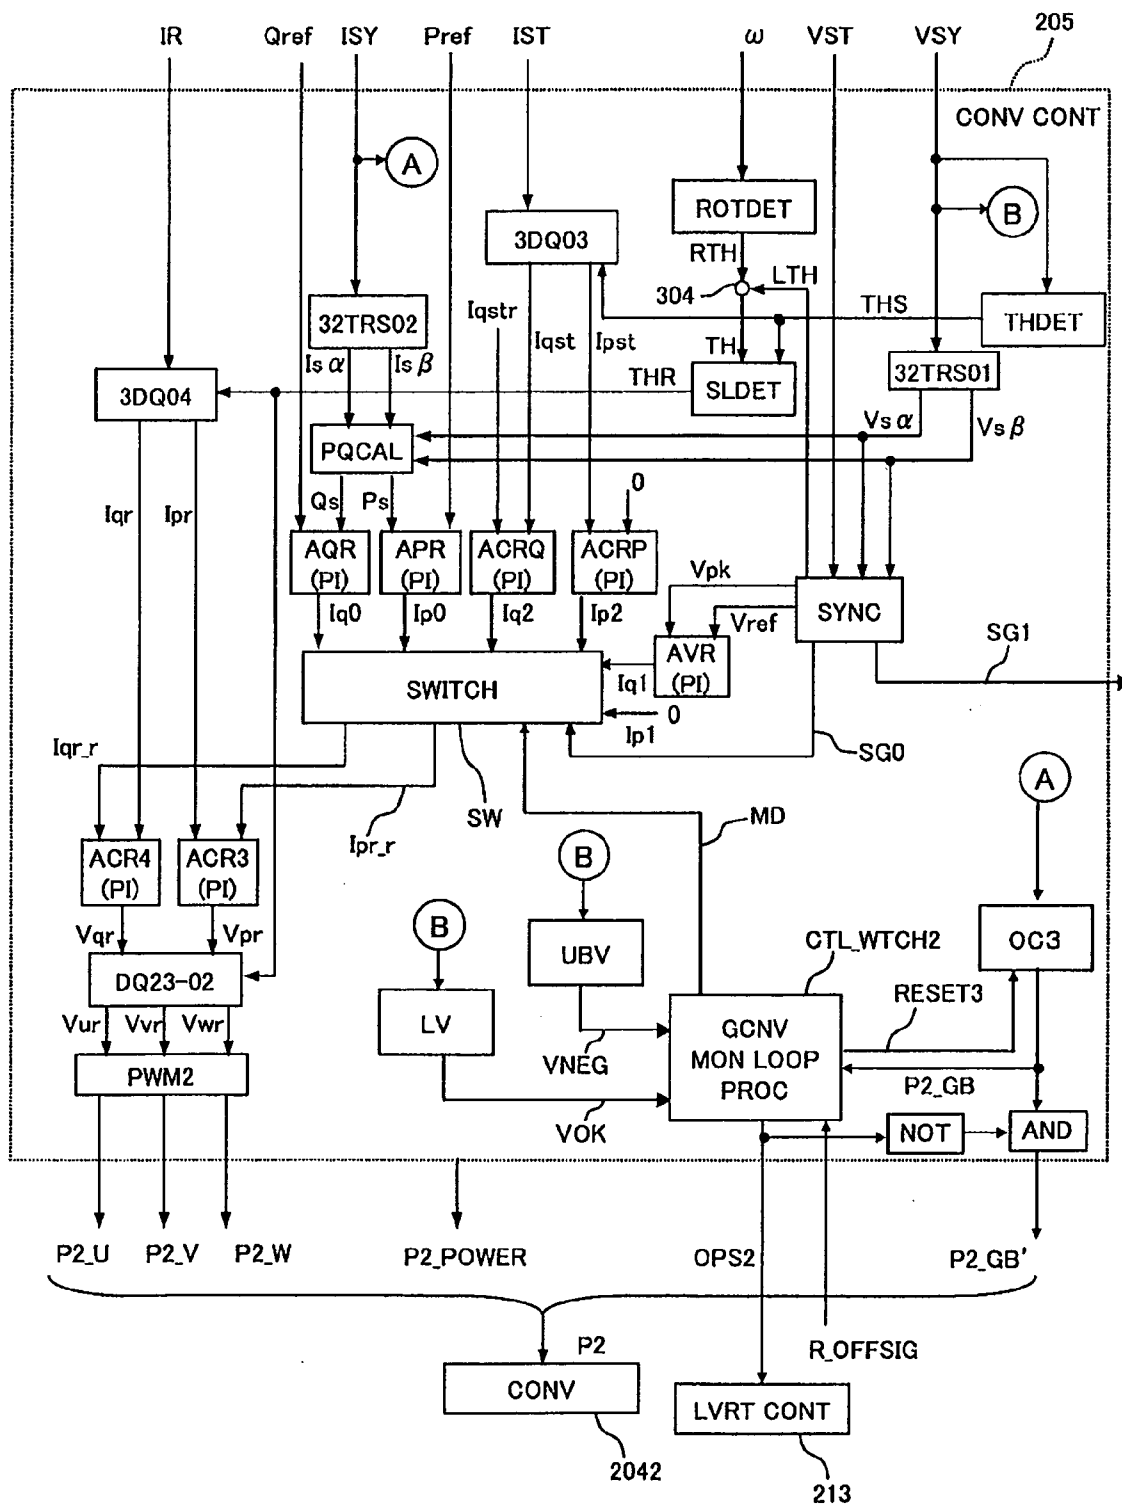 205
IR Qref ISY Pref IST ω VST VSY
CONV CONT
A
B
ROTDET
3DQ03
RTH
LTH
304
THS
THDET
32TRS02
Iqstr
Iqst
Ipst
TH
32TRS01
Isα
Isβ
THR
SLDET
3DQ04
Vsα
Vsβ
PQCAL
Iqr
Ipr
Qs
Ps
0
AQR
(PI)
APR
(PI)
ACRQ
(PI)
ACRP
(PI)
Vpk
SYNC
Iq0
Ip0
Iq2
Ip2
Vref
AVR
(PI)
SG1
SWITCH
Iq1
0
Ip1
Iqr_r
SG0
A
SW
MD
Ipr_r
ACR4
(PI)
ACR3
(PI)
B
B
Vqr
Vpr
UBV
CTL_WTCH2
OC3
DQ23-02
RESET3
LV
GCNV
MON LOOP
PROC
Vur
Vvr
Vwr
VNEG
P2_GB
PWM2
VOK
NOT
AND
P2_U
P2_V
P2_W
P2_POWER
OPS2
P2_GB'
P2
R_OFFSIG
CONV
LVRT CONT
2042
213